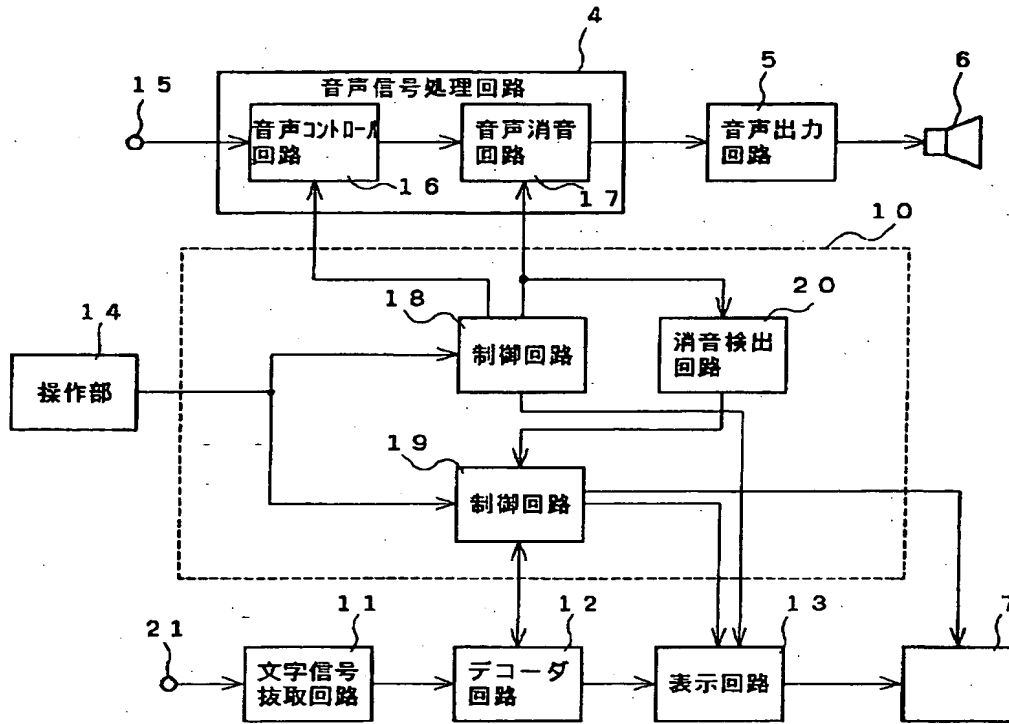 4
15
音声信号処理回路
5
6
音声コントロール
回路
音声消音
回路
音声出力
回路
16
17
10
18
20
14
制御回路
消音検出
回路
操作部
19
制御回路
11
12
13
7
21
文字信号
抜取回路
デコーダ
回路
表示回路